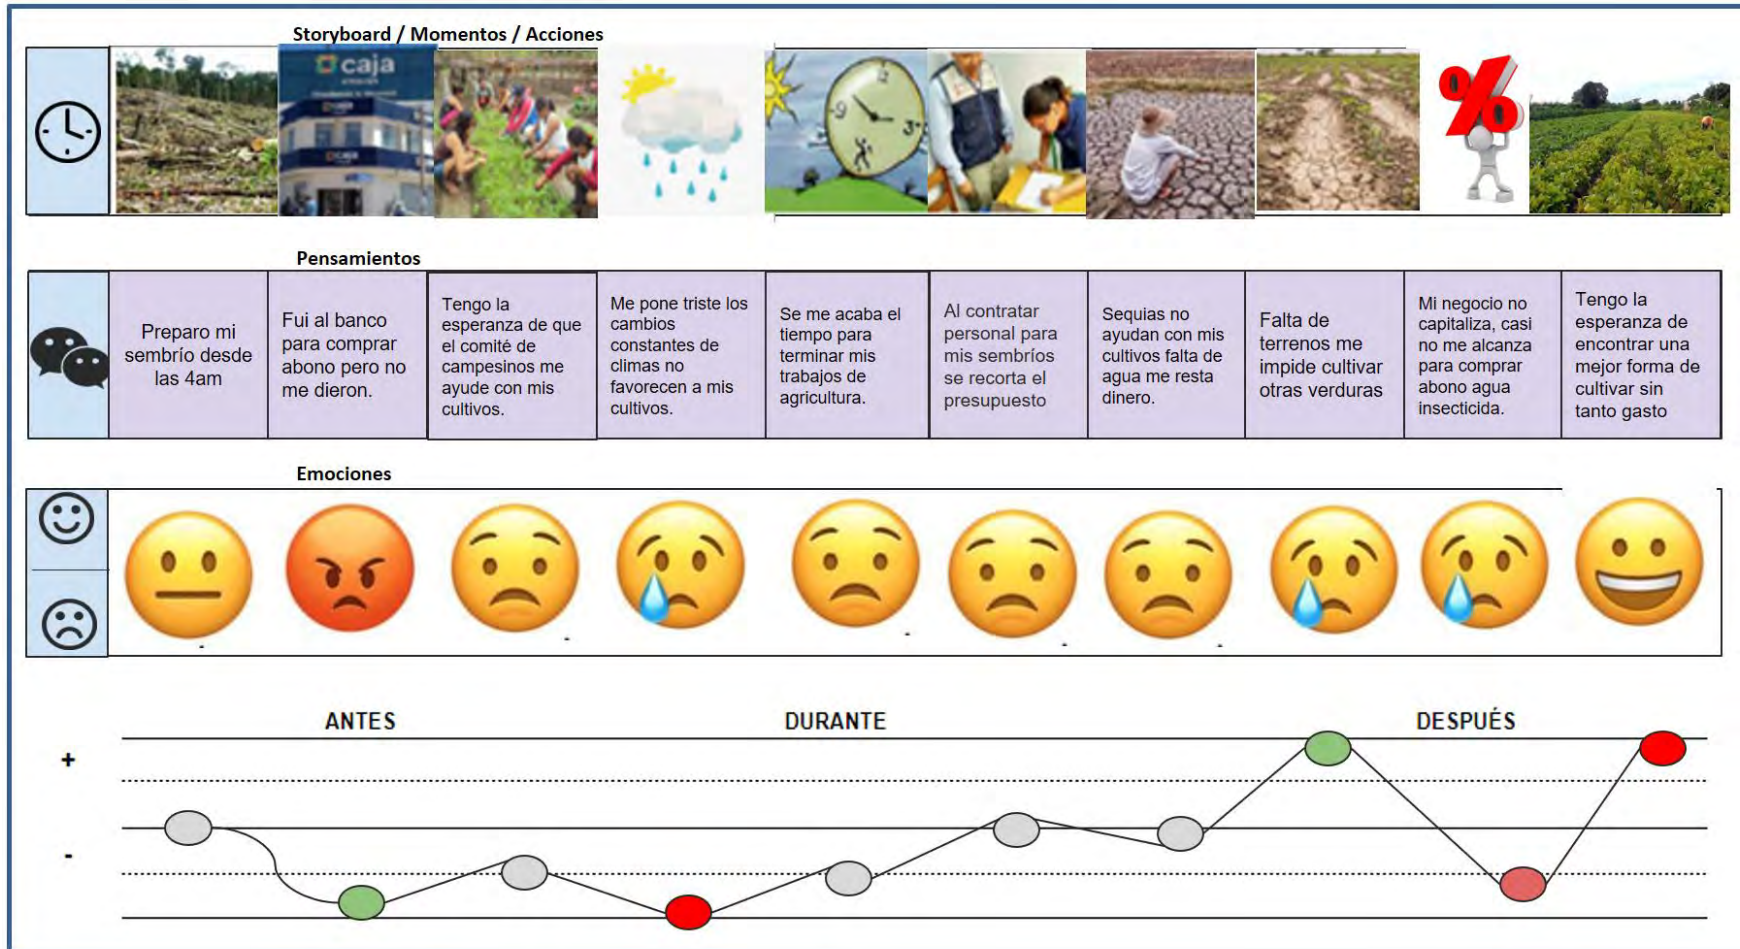 Storyboard / Momentos / Acciones
caja
caja
12
9
3
%
Pensamientos
Preparo mi
sembrío desde
las 4am
Fui al banco
para comprar
abono pero no
me dieron.
Tengo la
esperanza de que
el comité de
campesinos me
ayude con mis
cultivos.
Me pone triste los
cambios
constantes de
climas no
favorecen a mis
cultivos.
Se me acaba el
tiempo para
terminar mis
trabajos de
agricultura.
Al contratar
personal para
mis sembríos
se recorta el
presupuesto
Sequias no
ayudan con mis
cultivos falta de
agua me resta
dinero.
Falta de
terrenos me
impide cultivar
otras verduras
Mi negocio no
capitaliza, casi
no me alcanza
para comprar
abono agua
insecticida.
Tengo la
esperanza de
encontrar una
mejor forma de
cultivar sin
tanto gasto
Emociones
ANTES
DURANTE
DESPUÉS
+
-